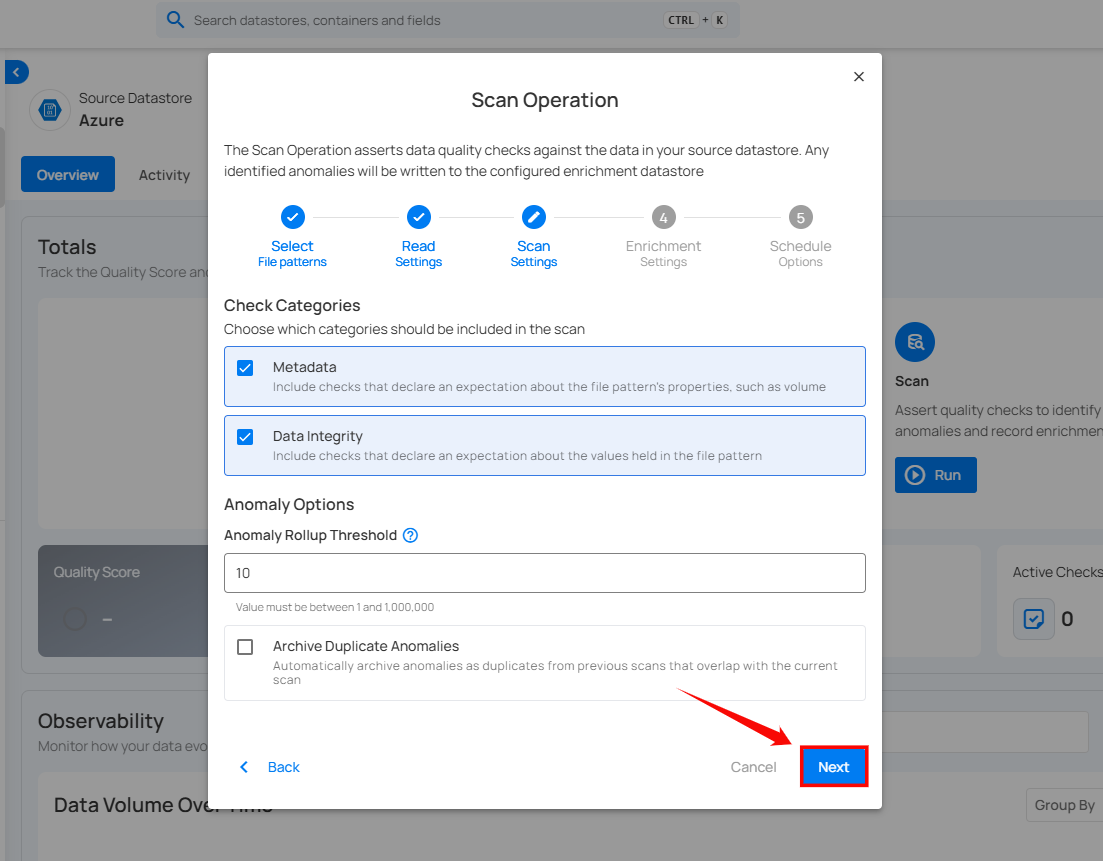 Search datastores, containers and fields
CTRL + K
Source Datastore
Azure
Overview
Activity
Totals
Track the Quality Score and
Quality Score
–
Observability
Monitor how your data evo
Data Volume Over Time
Scan Operation
The Scan Operation asserts data quality checks against the data in your source datastore. Any
identified anomalies will be written to the configured enrichment datastore
Select
File patterns
Read
Settings
Scan
Settings
4
Enrichment
Settings
5
Schedule
Options
Check Categories
Choose which categories should be included in the scan
Metadata
Include checks that declare an expectation about the file pattern's properties, such as volume
Data Integrity
Include checks that declare an expectation about the values held in the file pattern
Anomaly Options
Anomaly Rollup Threshold ?
10
Value must be between 1 and 1,000,000
Archive Duplicate Anomalies
Automatically archive anomalies as duplicates from previous scans that overlap with the current
scan
Back
Cancel
Next
Scan
Assert quality checks to identify
anomalies and record enrichmen
Run
Active Checks
0
Group By